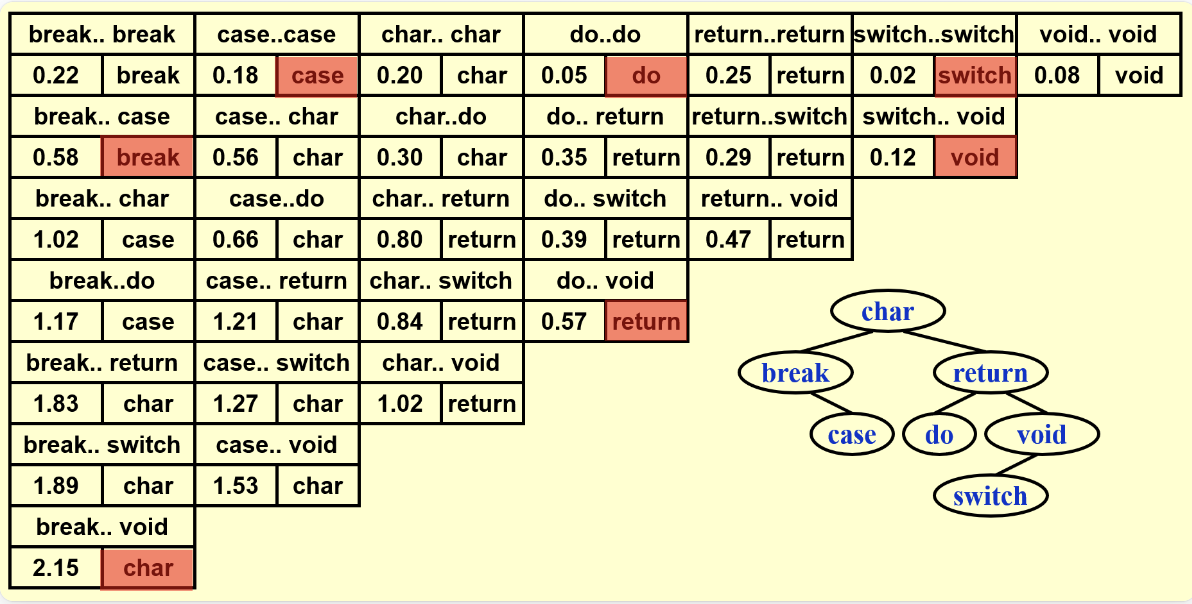 break.. break case..case char.. char do..do return..return switch..switch void.. void
0.22 break 0.18 case 0.20 char 0.05 do 0.25 return 0.02 switch 0.08 void
break.. case case.. char char..do do.. return return..switch switch.. void
0.58 break 0.56 char 0.30 char 0.35 return 0.29 return 0.12 void
break.. char case..do char.. return do.. switch return.. void
1.02 case 0.66 char 0.80 return 0.39 return 0.47 return
break..do case.. return char.. switch do.. void
1.17 case 1.21 char 0.84 return 0.57 return
break.. return case.. switch char.. void
1.83 char 1.27 char 1.02 return
break.. switch case.. void
1.89 char 1.53 char
break.. void
2.15 char
char
break return
case do void
switch